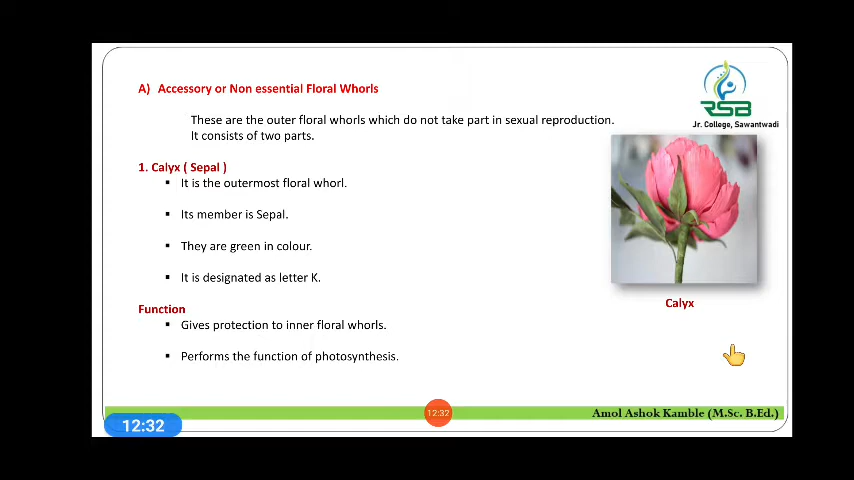 A) Accessory or Non essential Floral Whorls
These are the outer floral whorls which do not take part in sexual reproduction.
It consists of two parts.
1. Calyx ( Sepal )
▪ It is the outermost floral whorl.
▪ Its member is Sepal.
▪ They are green in colour.
▪ It is designated as letter K.
Function
▪ Gives protection to inner floral whorls.
▪ Performs the function of photosynthesis.
RSB
Jr. College, Sawantwadi
Calyx
12:32
Amol Ashok Kamble (M.Sc. B.Ed.)
12:32